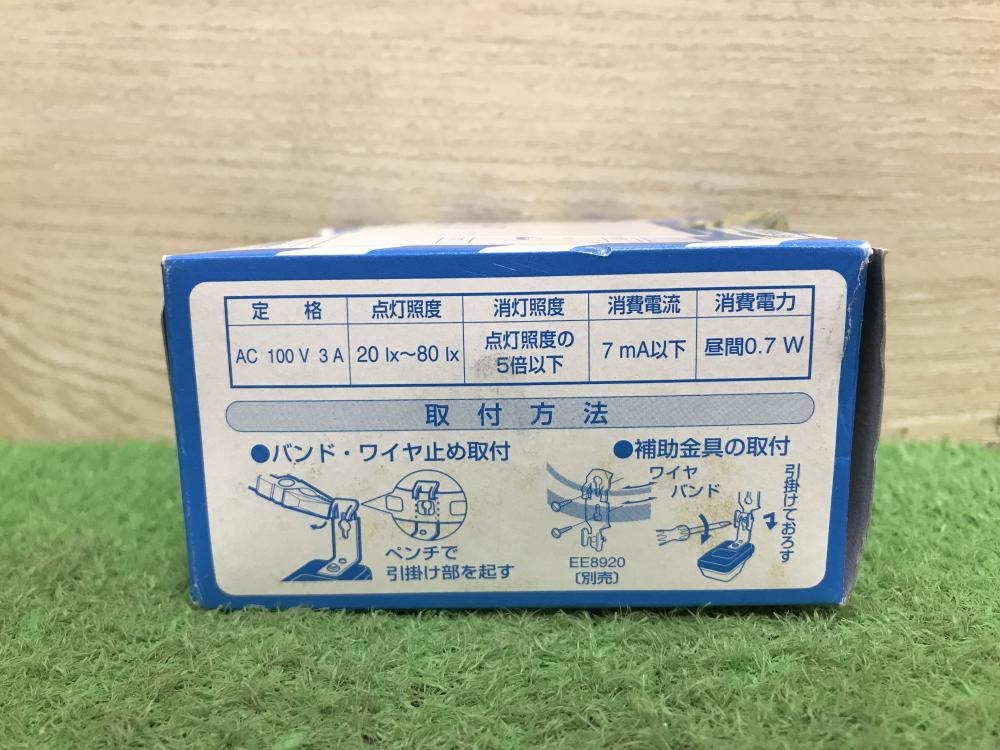 定 格
点灯照度
消灯照度
消費電流
消費電力
AC 100 V 3 A
20 lx〜80 lx
点灯照度の
5倍以下
7 mA以下
昼間0.7 W
取付方法
●バンド・ワイヤ止め取付
ペンチで
引掛け部を起す
●補助金具の取付
ワイヤ
バンド
EE8920
〔別売〕
引掛けておろす